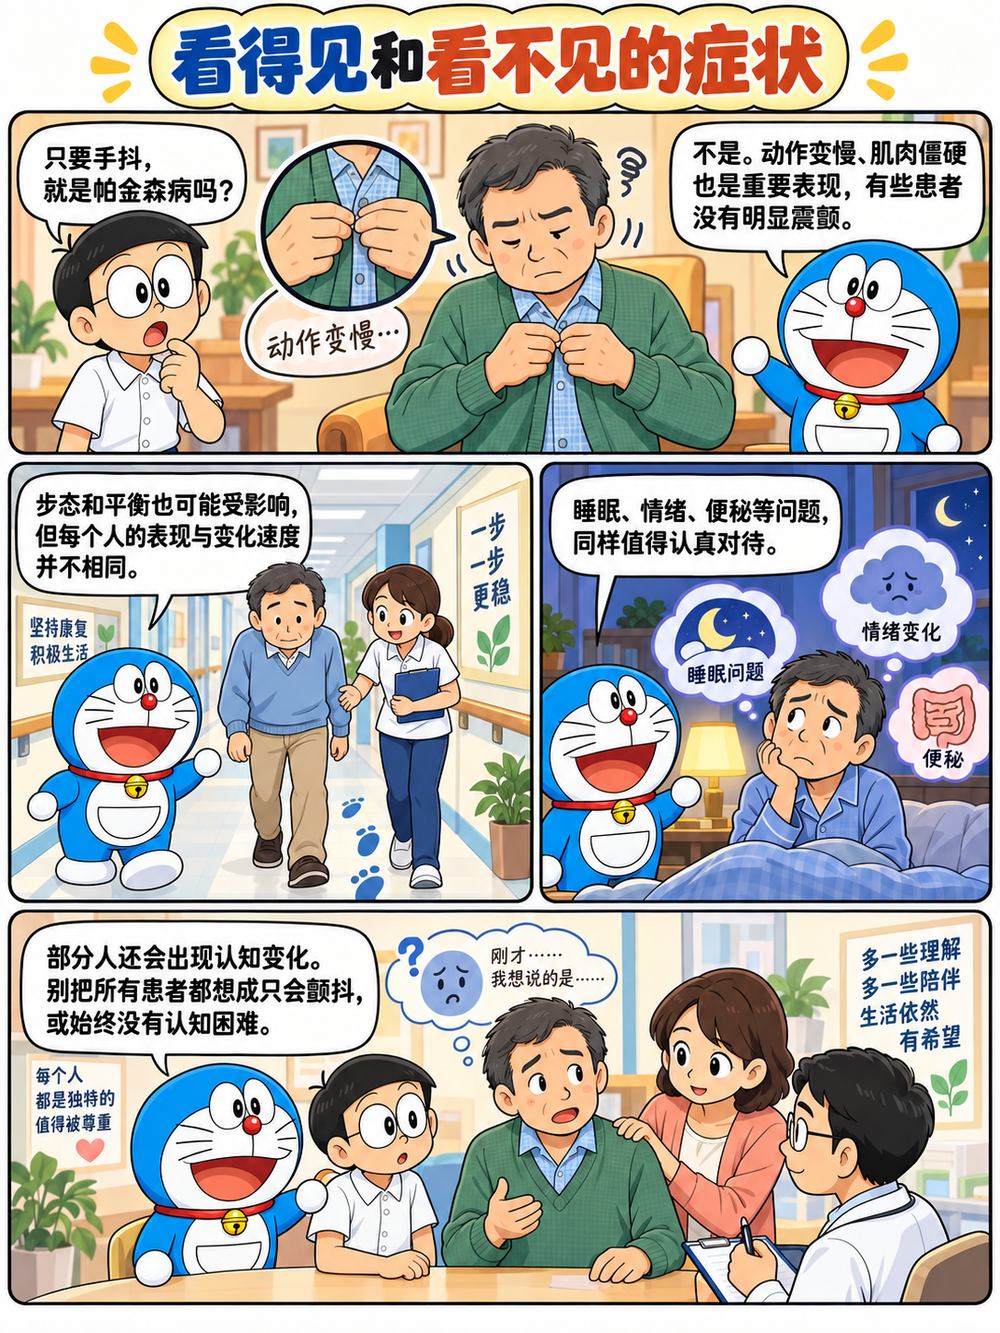 看得见和看不见的症状
只要手抖，
就是帕金森病吗？
动作变慢…
不是。动作变慢、肌肉僵硬
也是重要表现，有些患者
没有明显震颤。
步态和平衡也可能受影响，
但每个人的表现与变化速度
并不相同。
坚持康复
积极生活
一步
一步
更稳
睡眠、情绪、便秘等问题，
同样值得认真对待。
睡眠问题
情绪变化
便秘
部分人还会出现认知变化。
别把所有患者都想成只会颤抖，
或始终没有认知困难。
刚才……
我想说的是……
?
每个人
都是独特的
值得被尊重
多一些理解
多一些陪伴
生活依然
有希望